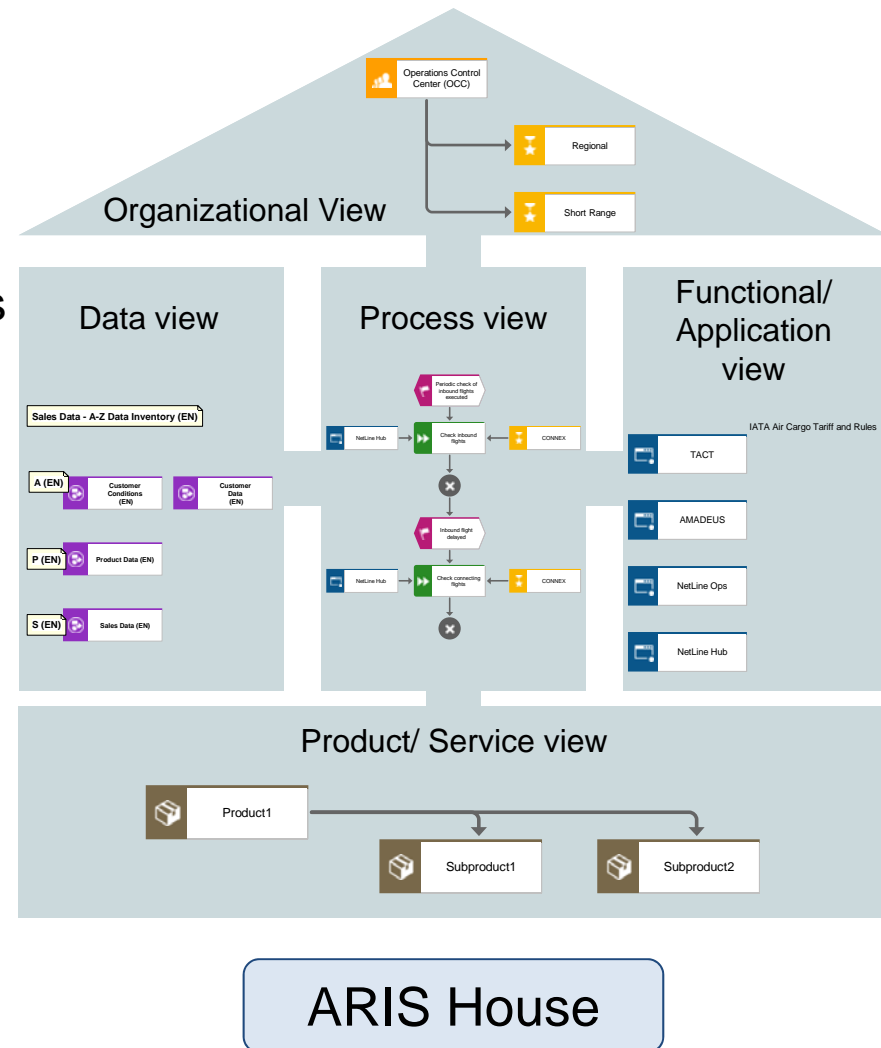 Operations Control
Center (OCC)
Regional
Short Range
Organizational View
s
Data view
Sales Data - A-Z Data Inventory (EN)
A (EN)
Customer
Conditions
(EN)
Customer
Data
(EN)
P (EN)
Product Data (EN)
S (EN)
Sales Data (EN)
Process view
Periodic check of
inbound flights
executed
NetLine Hub
Check inbound
flights
CONNEX
Inbound flight
delayed
NetLine Hub
Check connecting
flights
CONNEX
Functional/
Application
view
IATA Air Cargo Tariff and Rules
TACT
AMADEUS
NetLine Ops
NetLine Hub
Product/ Service view
Product1
Subproduct1
Subproduct2
ARIS House